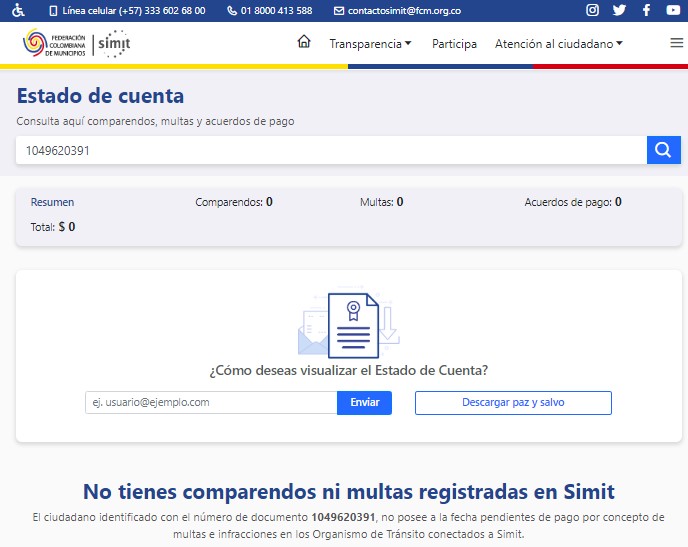 Línea celular (+57) 333 602 68 00 01 8000 413 588 contactosimit@fcm.org.co
FEDERACIÓN
COLOMBIANA
DE MUNICIPIOS
simit
Transparencia Participa Atención al ciudadano
Estado de cuenta
Consulta aquí comparendos, multas y acuerdos de pago
1049620391
Resumen Comparendos: 0 Multas: 0 Acuerdos de pago: 0
Total: $ 0
¿Cómo deseas visualizar el Estado de Cuenta?
ej. usuario@ejemplo.com Enviar Descargar paz y salvo
No tienes comparendos ni multas registradas en Simit
El ciudadano identificado con el número de documento 1049620391, no posee a la fecha pendientes de pago por concepto de
multas e infracciones en los Organismo de Tránsito conectados a Simit.